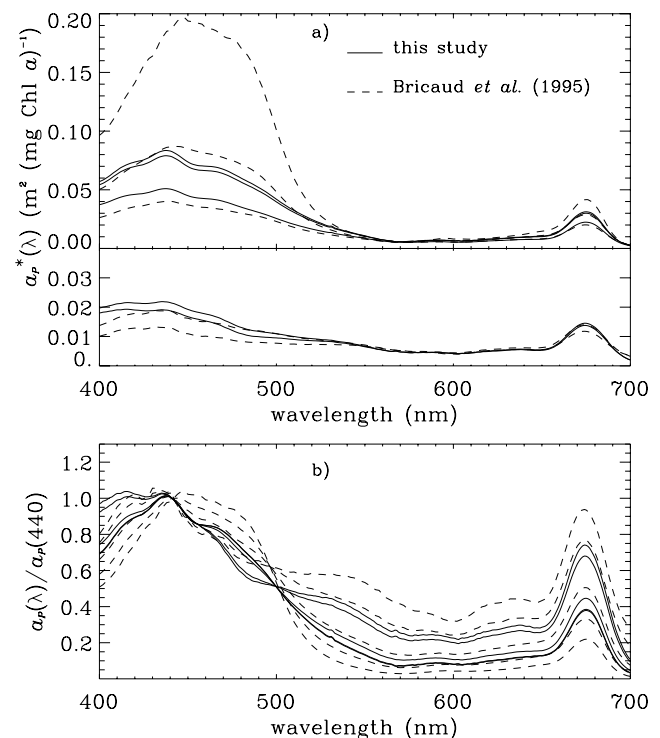 a)
this study
Bricaud et al. (1995)
0.20
0.15
0.10
0.05
0.00
0.03
0.02
0.01
0.
aₚ*(λ) (m² (mg Chl a)⁻¹)
400 500 600 700
wavelength (nm)
b)
1.2
1.0
0.8
0.6
0.4
0.2
aₚ(λ)/aₚ(440)
400 500 600 700
wavelength (nm)